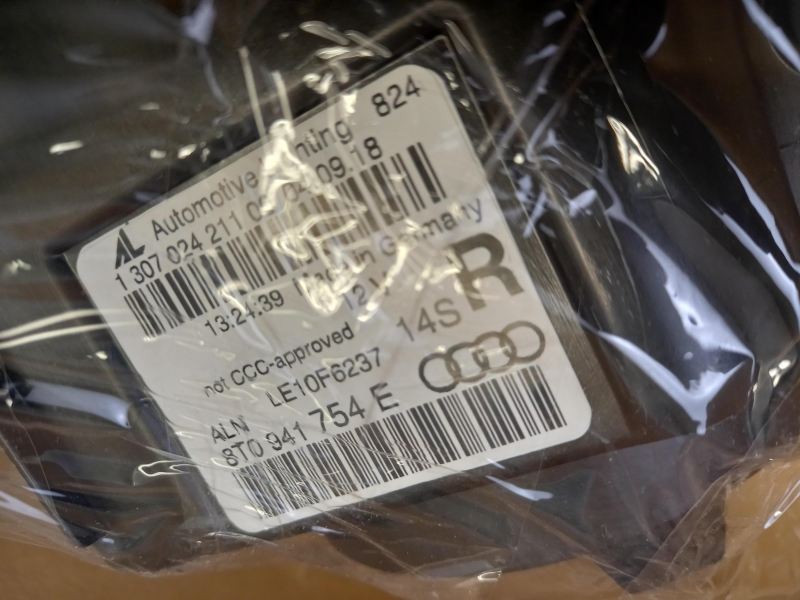 AL Automotive Lighting 824
1 307 024 211 09.18
13:24:39 Made in Germany
12 V R
not CCC-approved 14S
LE10F6237
ALN
8T0 941 754 E